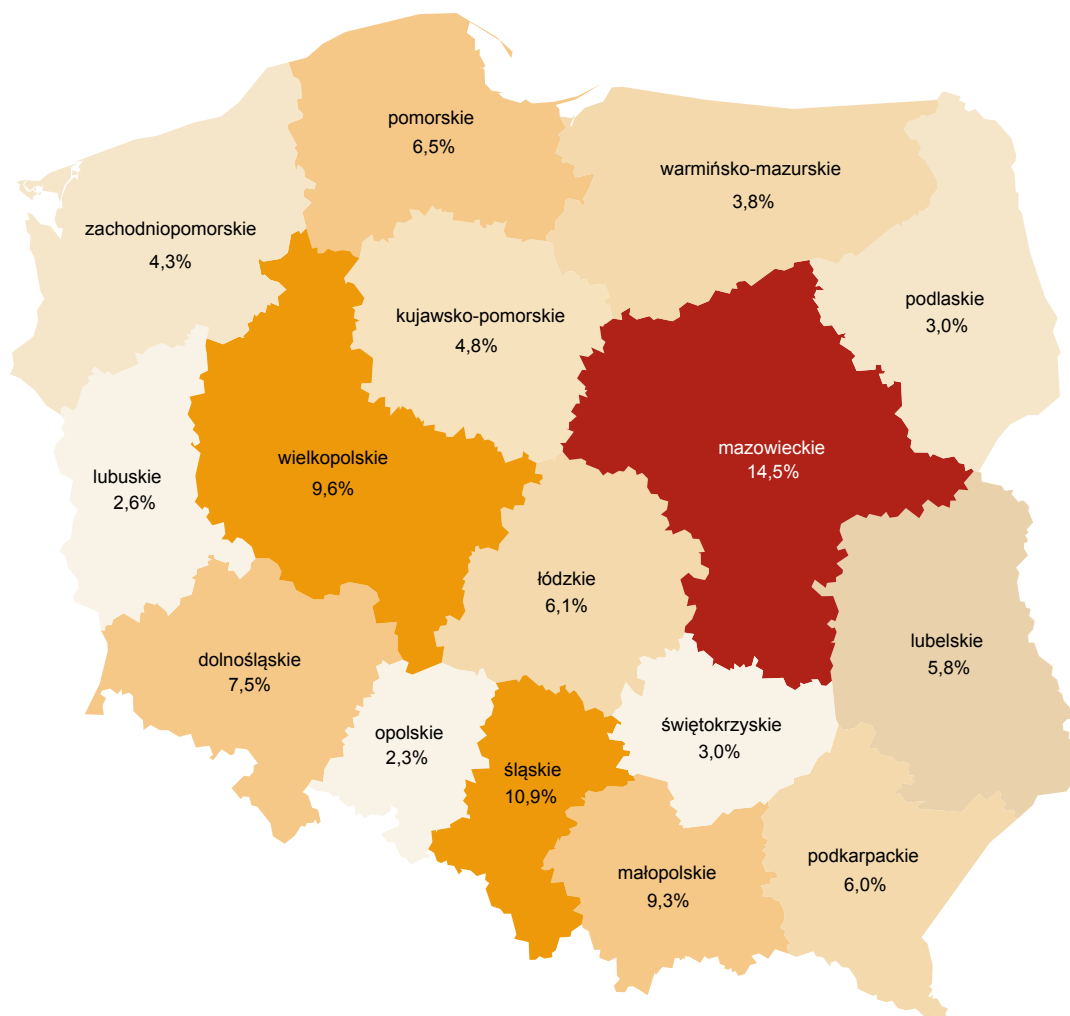 pomorskie
6,5%
warmińsko-mazurskie
3,8%
zachodniopomorskie
4,3%
podlaskie
3,0%
kujawsko-pomorskie
4,8%
mazowieckie
14,5%
wielkopolskie
9,6%
lubuskie
2,6%
łódzkie
6,1%
lubelskie
5,8%
dolnośląskie
7,5%
opolskie
2,3%
świętokrzyskie
3,0%
śląskie
10,9%
podkarpackie
6,0%
małopolskie
9,3%